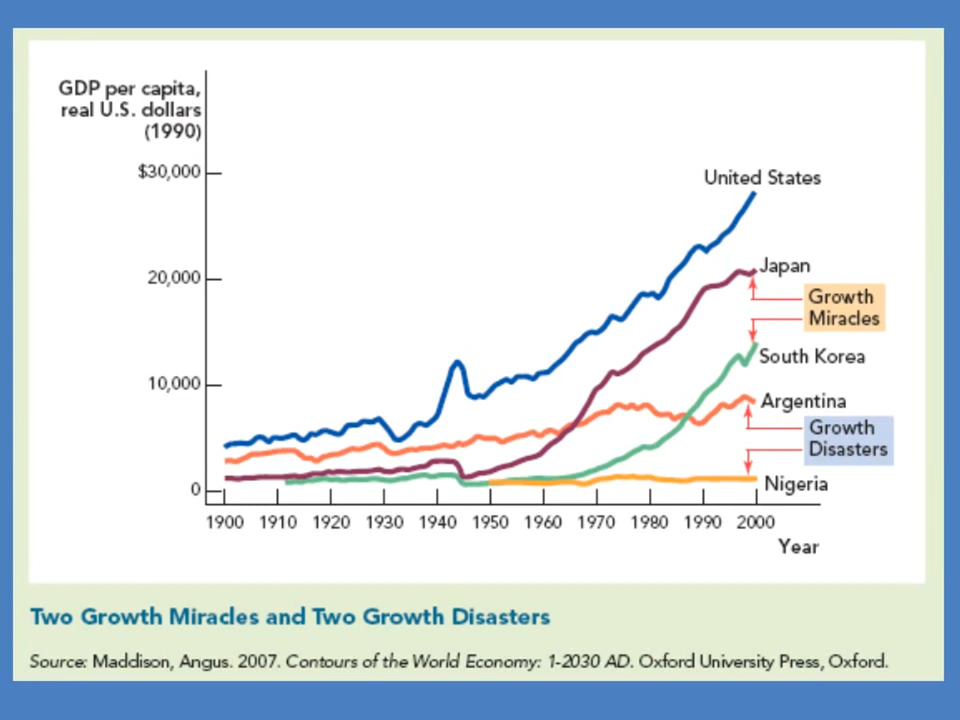 GDP per capita,
real U.S. dollars
(1990)
$30,000
20,000
10,000
0
United States
Japan
Growth
Miracles
South Korea
Argentina
Growth
Disasters
Nigeria
1900 1910 1920 1930 1940 1950 1960 1970 1980 1990 2000
Year
Two Growth Miracles and Two Growth Disasters
Source: Maddison, Angus. 2007. Contours of the World Economy: 1-2030 AD. Oxford University Press, Oxford.